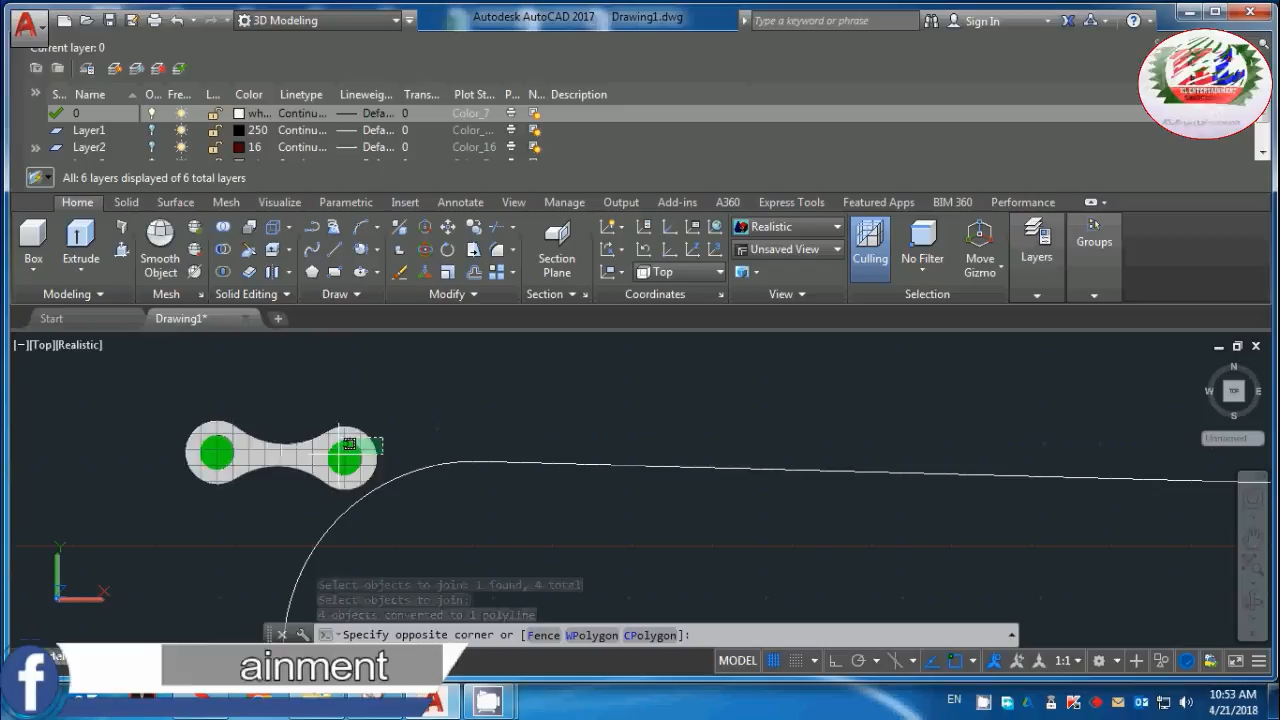 3D Modeling
Autodesk AutoCAD 2017 Drawing1.dwg
Type a keyword or phrase
Sign In
Current layer: 0
S... Name O... Fre... L... Color Linetype Lineweig... Trans... Plot St... P... N... Description
0 wh... Continu... Defa... 0 Color_7
Layer1 250 Continu... Defa... 0 Color_...
Layer2 16 Continu... Defa... 0 Color_16
All: 6 layers displayed of 6 total layers
Home Solid Surface Mesh Visualize Parametric Insert Annotate View Manage Output Add-ins A360 Express Tools Featured Apps BIM 360 Performance
Box
Extrude
Smooth Object
Section Plane
Top
Realistic
Unsaved View
Culling
No Filter
Move Gizmo
Layers
Groups
Modeling Mesh Solid Editing Draw Modify Section Coordinates View Selection
Start Drawing1*
[−][Top][Realistic]
N
W TOP E
S
Unnamed
Y
X
Select objects to join: 1 found, 4 total
Select objects to join:
4 objects converted to 1 polyline
Specify opposite corner or [Fence WPolygon CPolygon]:
MODEL
1:1
ainment
EN
10:53 AM
4/21/2018